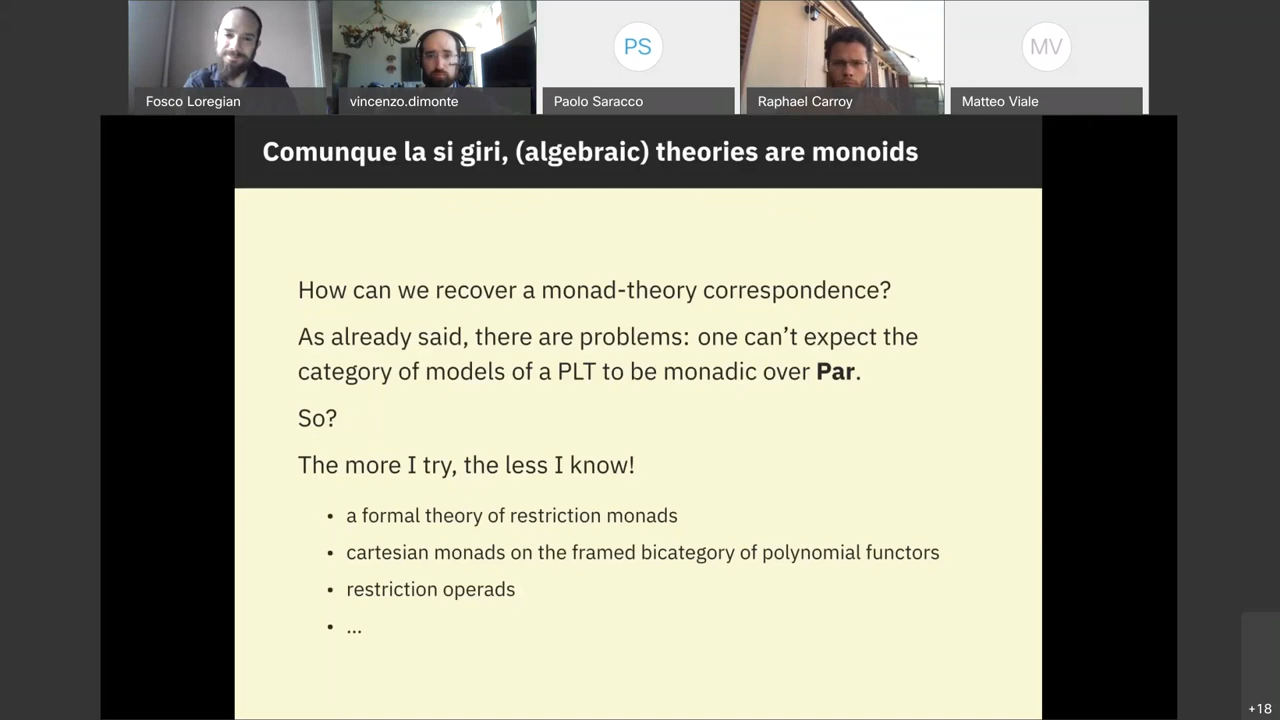 Fosco Loregian
vincenzo.dimonte
PS
Paolo Saracco
Raphael Carroy
MV
Matteo Viale
Comunque la si giri, (algebraic) theories are monoids
How can we recover a monad-theory correspondence?
As already said, there are problems: one can’t expect the
category of models of a PLT to be monadic over Par.
So?
The more I try, the less I know!
• a formal theory of restriction monads
• cartesian monads on the framed bicategory of polynomial functors
• restriction operads
• ...
+18